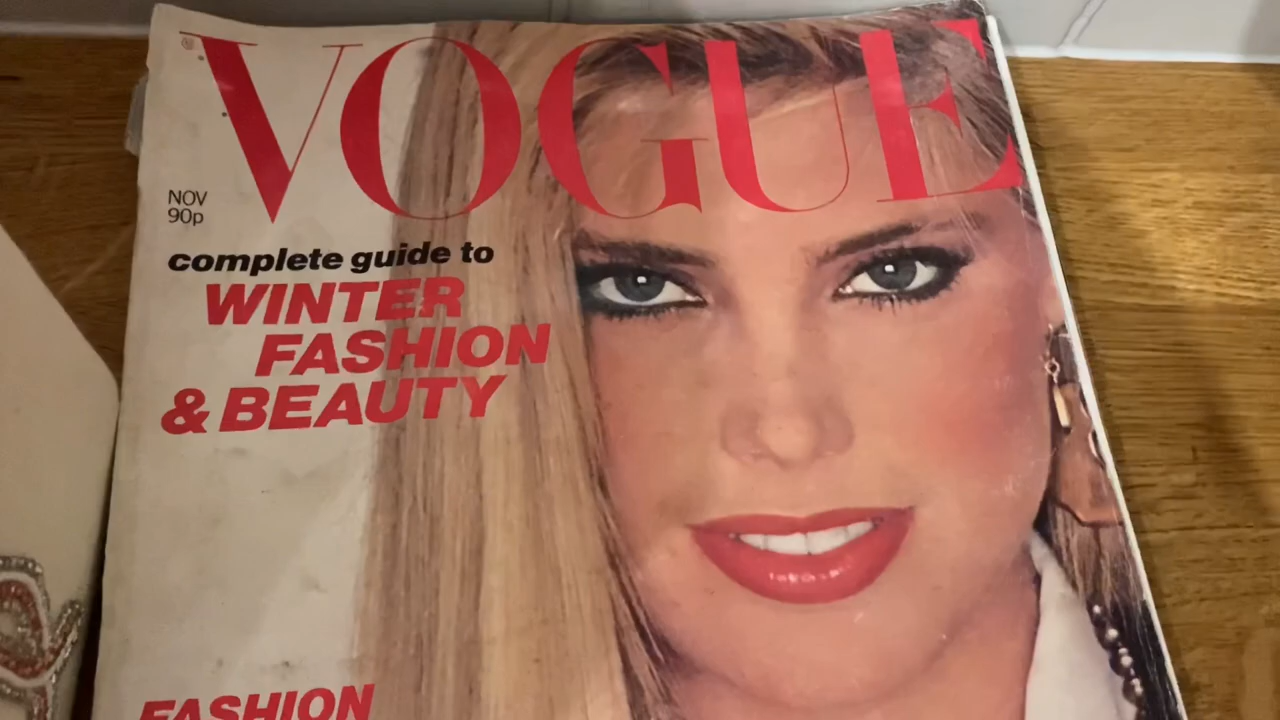 VOGUE
NOV
90p
complete guide to
WINTER
FASHION
& BEAUTY
FASHION